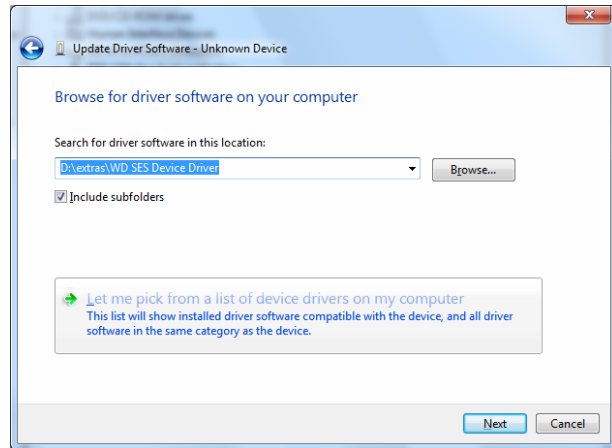 Update Driver Software - Unknown Device
Browse for driver software on your computer
Search for driver software in this location:
D:\extras\WD SES Device Driver
Browse...
Include subfolders
Let me pick from a list of device drivers on my computer
This list will show installed driver software compatible with the device, and all driver
software in the same category as the device.
Next
Cancel